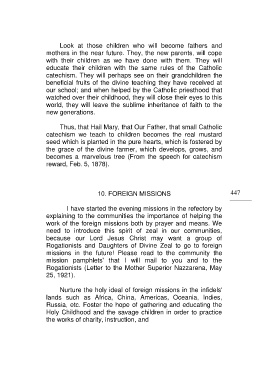 Look at those children who will become fathers and
mothers in the near future. They, the new parents, will cope
with their children as we have done with them. They will
educate their children with the same rules of the Catholic
catechism. They will perhaps see on their grandchildren the
beneficial fruits of the divine teaching they have received at
our school; and when helped by the Catholic priesthood that
watched over their childhood, they will close their eyes to this
world, they will leave the sublime inheritance of faith to the
new generations.
Thus, that Hail Mary, that Our Father, that small Catholic
catechism we teach to children becomes the real mustard
seed which is planted in the pure hearts, which is fostered by
the grace of the divine farmer, which develops, grows, and
becomes a marvelous tree (From the speech for catechism
reward, Feb. 5, 1878).
10. FOREIGN MISSIONS 447
I have started the evening missions in the refectory by
explaining to the communities the importance of helping the
work of the foreign missions both by prayer and means. We
need to introduce this spirit of zeal in our communities,
because our Lord Jesus Christ may want a group of
Rogationists and Daughters of Divine Zeal to go to foreign
missions in the future! Please read to the community the
mission pamphlets' that I will mail to you and to the
Rogationists (Letter to the Mother Superior Nazzarena, May
25, 1921).
Nurture the holy ideal of foreign missions in the infidels'
lands such as Africa, China, Americas, Oceania, Indies,
Russia, etc. Foster the hope of gathering and educating the
Holy Childhood and the savage children in order to practice
the works of charity, instruction, and